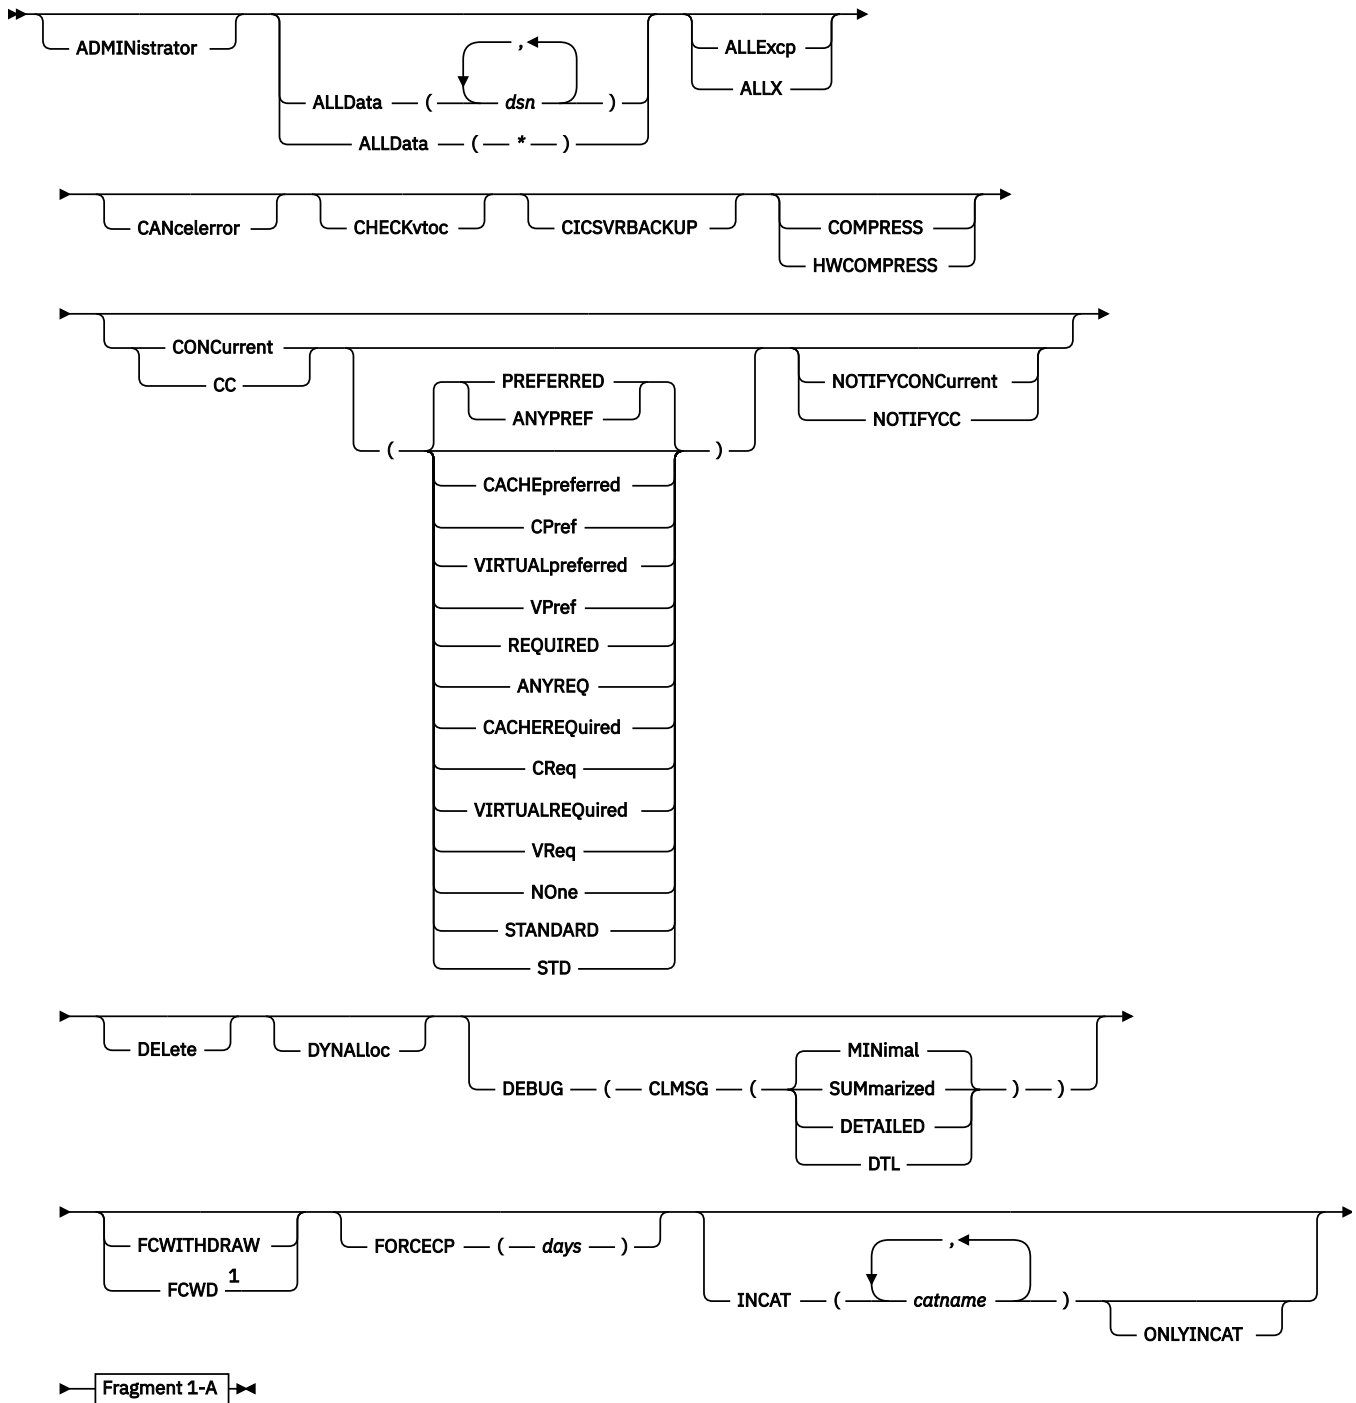 ADMINistrator
,
ALLData ( dsn )
ALLData ( * )
ALLExcp
ALLX
CANcelerror CHECKvtoc CICSVRBACKUP COMPRESS
HWCOMPRESS
CONCurrent
CC
( PREFERRED
ANYPREF
)
CACHEpreferred
CPref
VIRTUALpreferred
VPref
REQUIRED
ANYREQ
CACHEREQuired
CReq
VIRTUALREQuired
VReq
NOne
STANDARD
STD
NOTIFYCONCurrent
NOTIFYCC
DELete DYNALloc
DEBUG ( CLMSG ( MINimal
SUMmarized ) )
DETAILED
DTL
FCWITHDRAW
FCWD 1
FORCECP ( days )
,
INCAT ( catname )
ONLYINCAT
Fragment 1-A